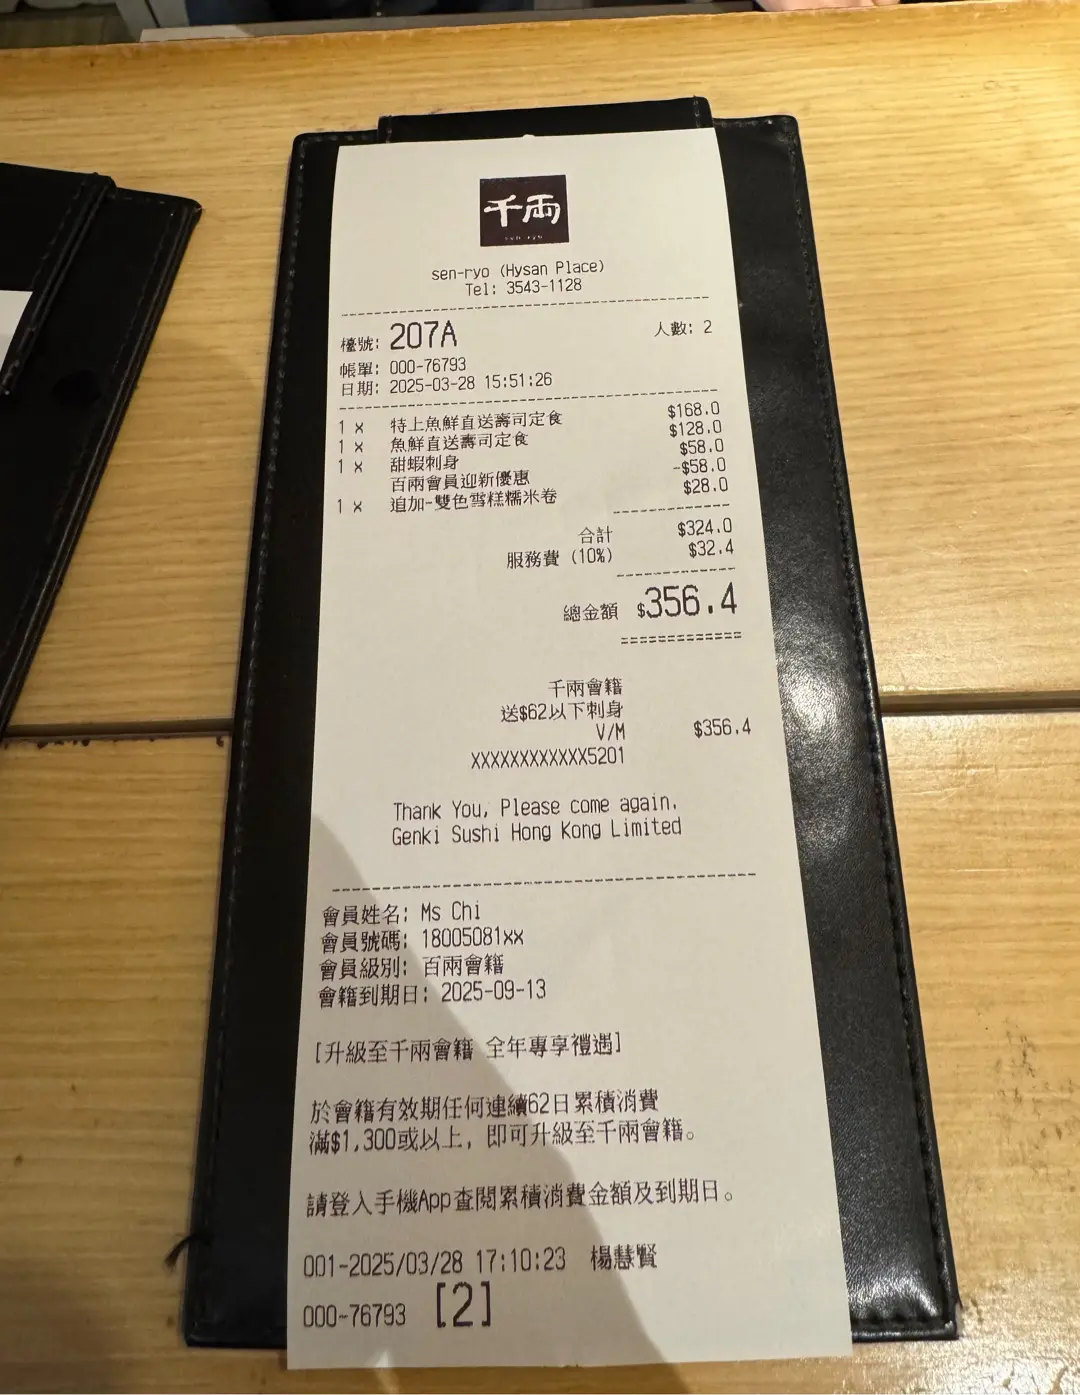 千両
sen-ryo
sen-ryo (Hysan Place)
Tel: 3543-1128
檯號: 207A 人數: 2
帳單: 000-76793
日期: 2025-03-28 15:51:26
1 x 特上魚鮮直送壽司定食 $168.0
1 x 魚鮮直送壽司定食 $128.0
1 x 甜蝦刺身 $58.0
百兩會員迎新優惠 -$58.0
1 x 追加-雙色雪糕糯米卷 $28.0
合計 $324.0
服務費 (10%) $32.4
總金額 $356.4
千兩會籍
送$62以下刺身
V/M $356.4
XXXXXXXXXXXX5201
Thank You, Please come again.
Genki Sushi Hong Kong Limited
會員姓名: Ms Chi
會員號碼: 18005081xx
會員級別: 百兩會籍
會籍到期日: 2025-09-13
[升級至千兩會籍 全年專享禮遇]
於會籍有效期任何連續62日累積消費
滿$1,300或以上, 即可升級至千兩會籍。
請登入手機App查閱累積消費金額及到期日。
001-2025/03/28 17:10:23 楊慧賢
000-76793 [2]